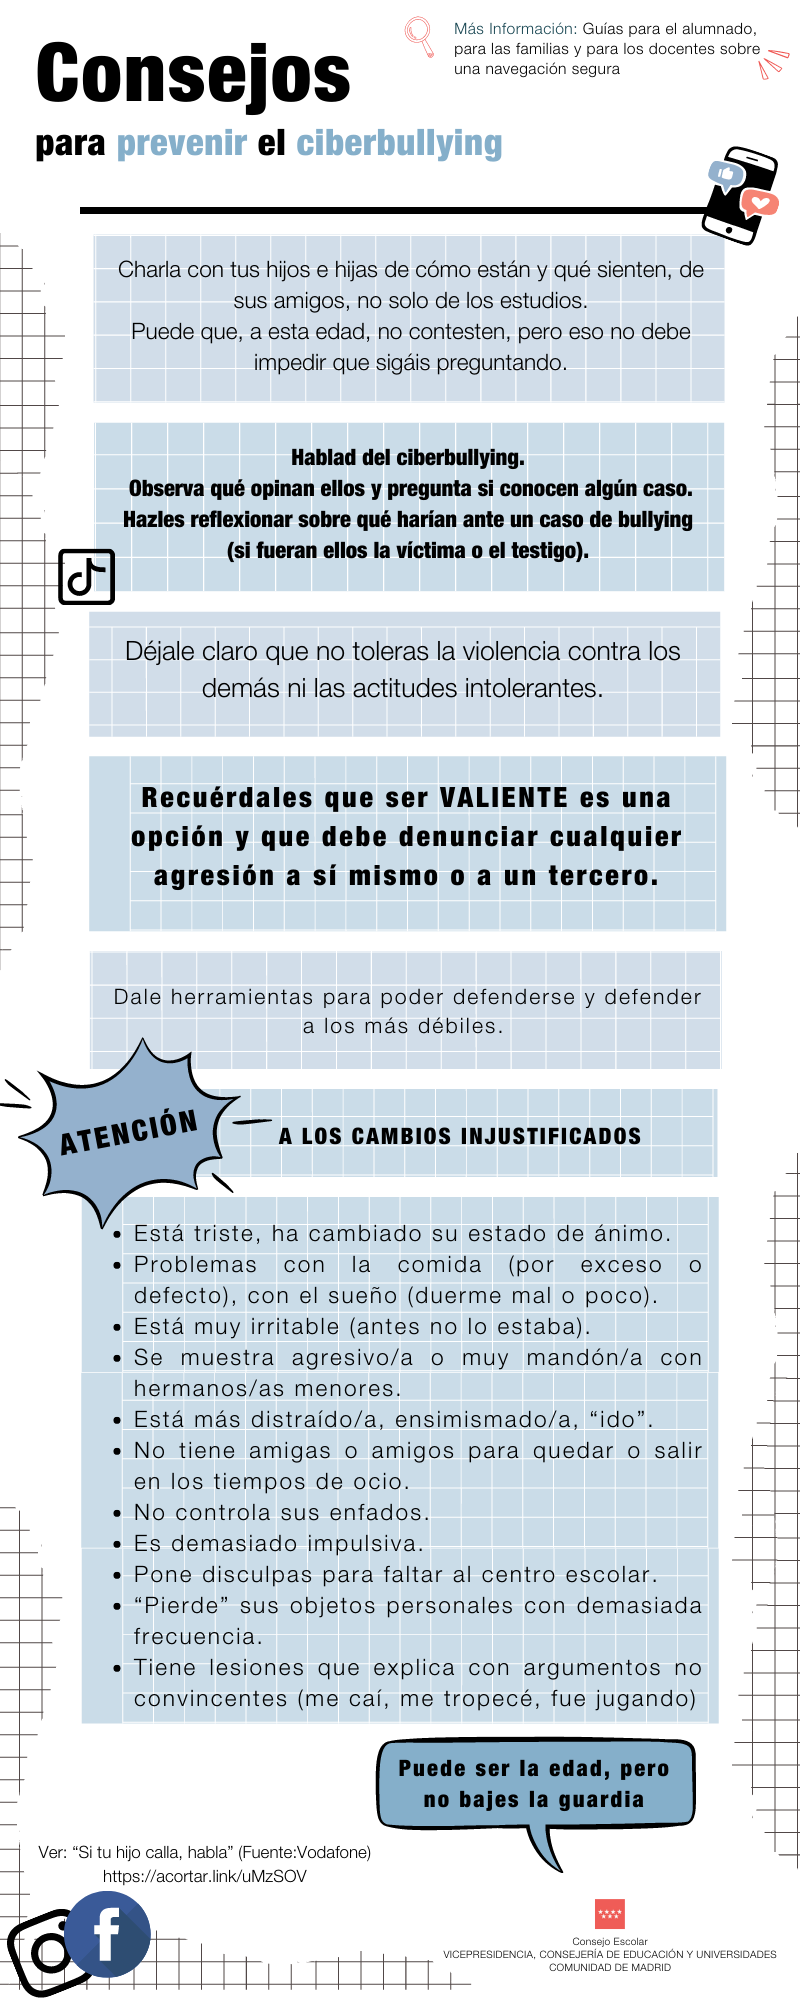 Más Información: Guías para el alumnado,
para las familias y para los docentes sobre
una navegación segura
Consejos
para prevenir el ciberbullying
Charla con tus hijos e hijas de cómo están y qué sienten, de
sus amigos, no solo de los estudios.
Puede que, a esta edad, no contesten, pero eso no debe
impedir que sigáis preguntando.
Hablad del ciberbullying.
Observa qué opinan ellos y pregunta si conocen algún caso.
Hazles reflexionar sobre qué harían ante un caso de bullying
(si fueran ellos la víctima o el testigo).
Déjale claro que no toleras la violencia contra los
demás ni las actitudes intolerantes.
Recuérdales que ser VALIENTE es una
opción y que debe denunciar cualquier
agresión a sí mismo o a un tercero.
Dale herramientas para poder defenderse y defender
a los más débiles.
ATENCIÓN
A LOS CAMBIOS INJUSTIFICADOS
• Está triste, ha cambiado su estado de ánimo.
• Problemas con la comida (por exceso o
defecto), con el sueño (duerme mal o poco).
• Está muy irritable (antes no lo estaba).
• Se muestra agresivo/a o muy mandón/a con
hermanos/as menores.
• Está más distraído/a, ensimismado/a, “ido”.
• No tiene amigas o amigos para quedar o salir
en los tiempos de ocio.
• No controla sus enfados.
• Es demasiado impulsiva.
• Pone disculpas para faltar al centro escolar.
• “Pierde” sus objetos personales con demasiada
frecuencia.
• Tiene lesiones que explica con argumentos no
convincentes (me caí, me tropecé, fue jugando)
Puede ser la edad, pero
no bajes la guardia
Ver: “Si tu hijo calla, habla” (Fuente:Vodafone)
https://acortar.link/uMzSOV
f
Consejo Escolar
VICEPRESIDENCIA, CONSEJERÍA DE EDUCACIÓN Y UNIVERSIDADES
COMUNIDAD DE MADRID